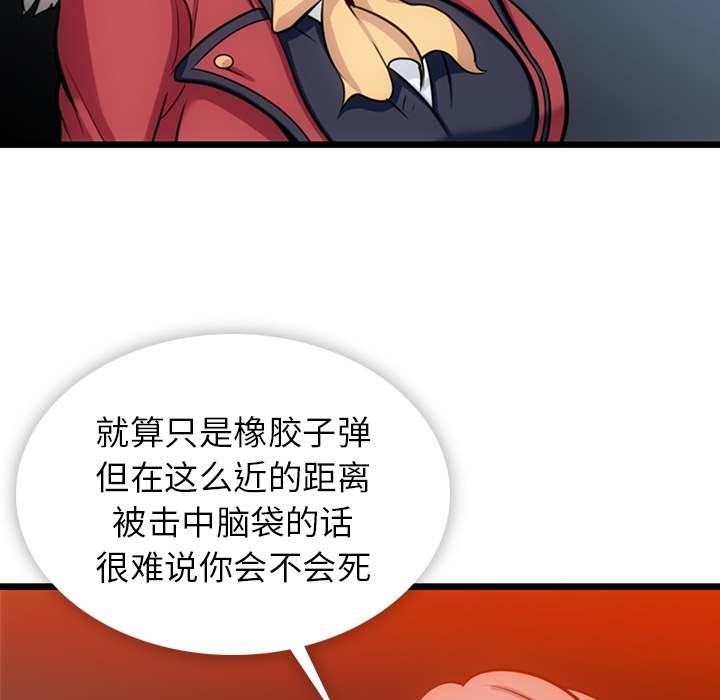 就算只是橡胶子弹
但在这么近的距离
被击中脑袋的话
很难说你会不会死